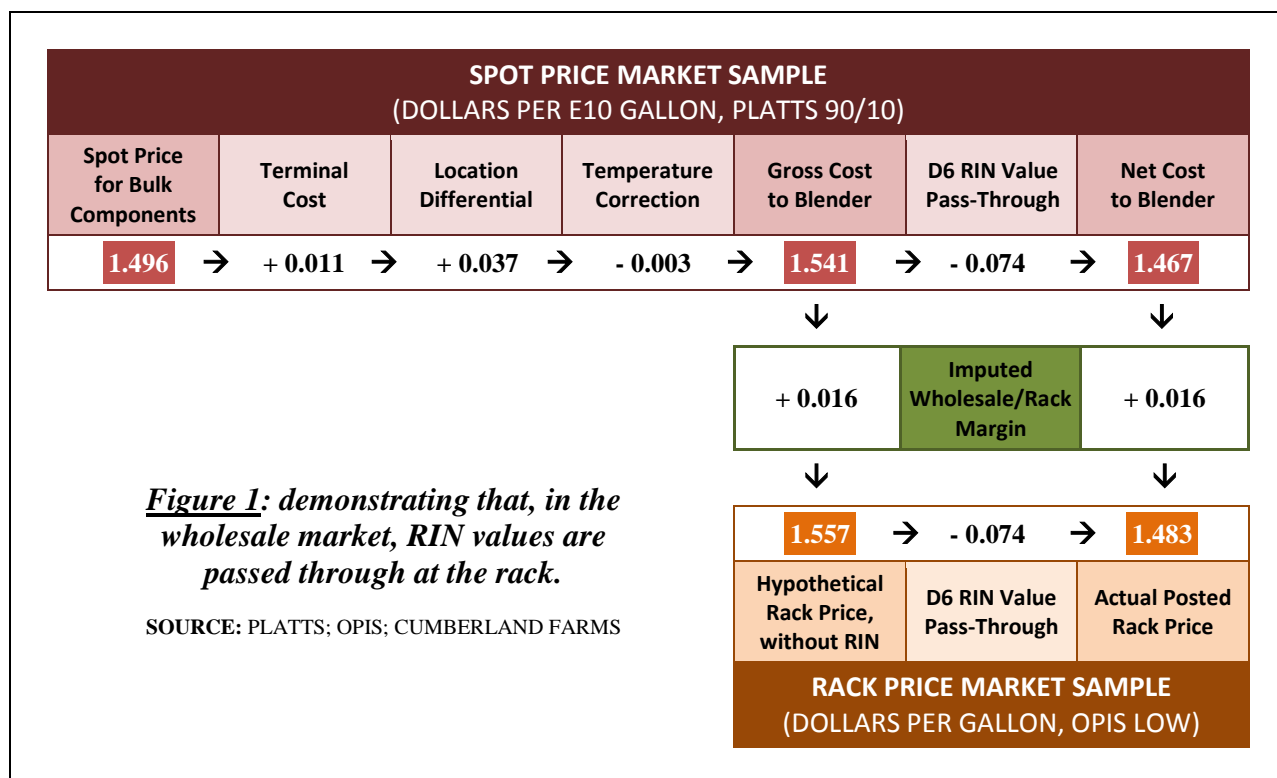 SPOT PRICE MARKET SAMPLE
(DOLLARS PER E10 GALLON, PLATTS 90/10)
Spot Price
for Bulk
Components
Terminal
Cost
Location
Differential
Temperature
Correction
Gross Cost
to Blender
D6 RIN Value
Pass-Through
Net Cost
to Blender
1.496 → + 0.011 → + 0.037 → - 0.003 → 1.541 → - 0.074 → 1.467
↓ ↓
+ 0.016
Imputed
Wholesale/Rack
Margin
+ 0.016
↓ ↓
Figure 1: demonstrating that, in the
wholesale market, RIN values are
passed through at the rack.
SOURCE: PLATTS; OPIS; CUMBERLAND FARMS
1.557 → - 0.074 → 1.483
Hypothetical
Rack Price,
without RIN
D6 RIN Value
Pass-Through
Actual Posted
Rack Price
RACK PRICE MARKET SAMPLE
(DOLLARS PER GALLON, OPIS LOW)